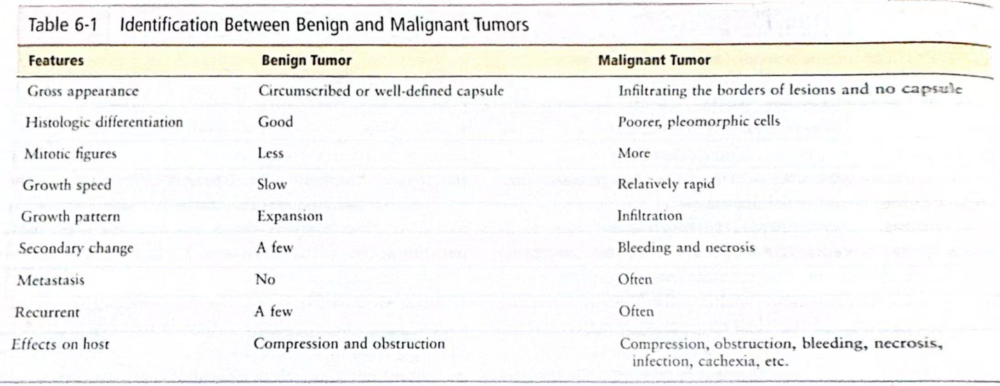 Table 6-1 Identification Between Benign and Malignant Tumors
Features Benign Tumor Malignant Tumor
Gross appearance Circumscribed or well-defined capsule Infiltrating the borders of lesions and no capsule
Histologic differentiation Good Poorer, pleomorphic cells
Mitotic figures Less More
Growth speed Slow Relatively rapid
Growth pattern Expansion Infiltration
Secondary change A few Bleeding and necrosis
Metastasis No Often
Recurrent A few Often
Effects on host Compression and obstruction Compression, obstruction, bleeding, necrosis,
infection, cachexia, etc.